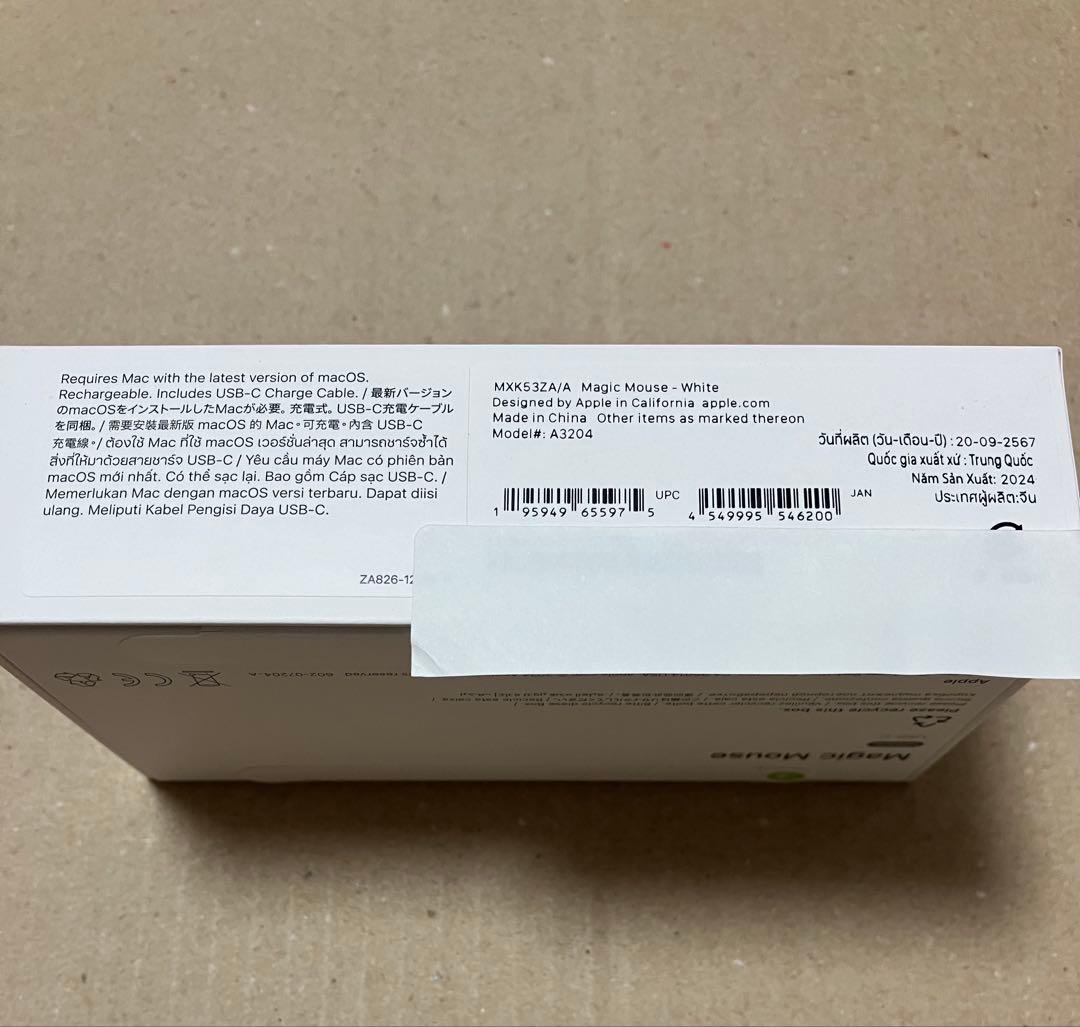 Requires Mac with the latest version of macOS.
Rechargeable. Includes USB-C Charge Cable. / 最新バージョン
のmacOSをインストールしたMacが必要。充電式。USB-C充電ケーブル
を同梱。/ 需要安裝最新版 macOS 的 Mac。可充電。內含 USB-C
充電線。/ ต้องใช้ Mac ที่ใช้ macOS เวอร์ชั่นล่าสุด สามารถชาร์จซ้ำได้
สิ่งที่ให้มาด้วยสายชาร์จ USB-C / Yêu cầu máy Mac có phiên bản
macOS mới nhất. Có thể sạc lại. Bao gồm Cáp sạc USB-C. /
Memerlukan Mac dengan macOS versi terbaru. Dapat diisi
ulang. Meliputi Kabel Pengisi Daya USB-C.
ZA826-12
MXK53ZA/A Magic Mouse - White
Designed by Apple in California apple.com
Made in China Other items as marked thereon
Model#: A3204
วันที่ผลิต (วัน-เดือน-ปี) : 20-09-2567
Quốc gia xuất xứ : Trung Quốc
Năm Sản Xuất: 2024
ประเทศผู้ผลิต:จีน
1 95949 65597 5 UPC
4 549995 546200 JAN
602-07204-A
Apple
Please recycle this box.
Magic Mouse